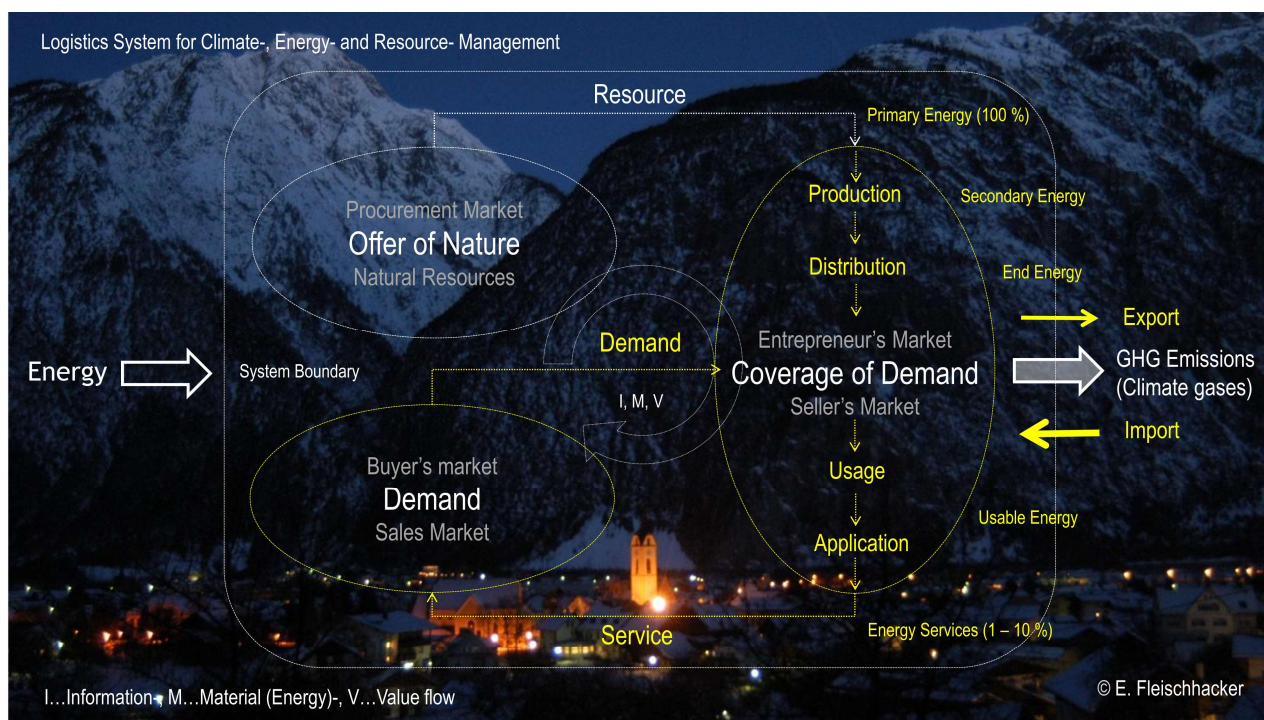 Logistics System for Climate-, Energy- and Resource- Management
Resource
Primary Energy (100 %)
Production
Secondary Energy
Procurement Market
Offer of Nature
Natural Resources
Distribution
End Energy
Export
Demand
Entrepreneur's Market
Energy
System Boundary
Coverage of Demand
GHG Emissions
(Climate gases)
I, M, V
Seller's Market
Import
Buyer's market
Demand
Sales Market
Usage
Usable Energy
Application
Service
Energy Services (1 – 10 %)
I…Information-, M…Material (Energy)-, V…Value flow
© E. Fleischhacker